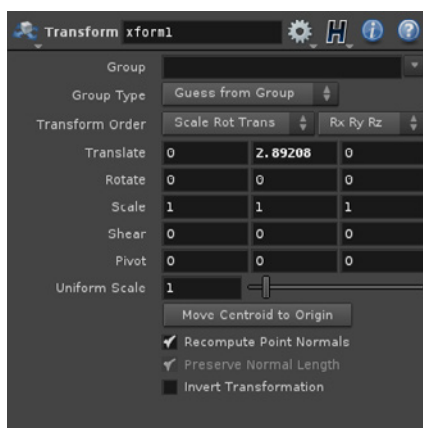 Transform xform1
Group
Group Type Guess from Group
Transform Order Scale Rot Trans Rx Ry Rz
Translate 0 2.89208 0
Rotate 0 0 0
Scale 1 1 1
Shear 0 0 0
Pivot 0 0 0
Uniform Scale 1
Move Centroid to Origin
Recompute Point Normals
Preserve Normal Length
Invert Transformation